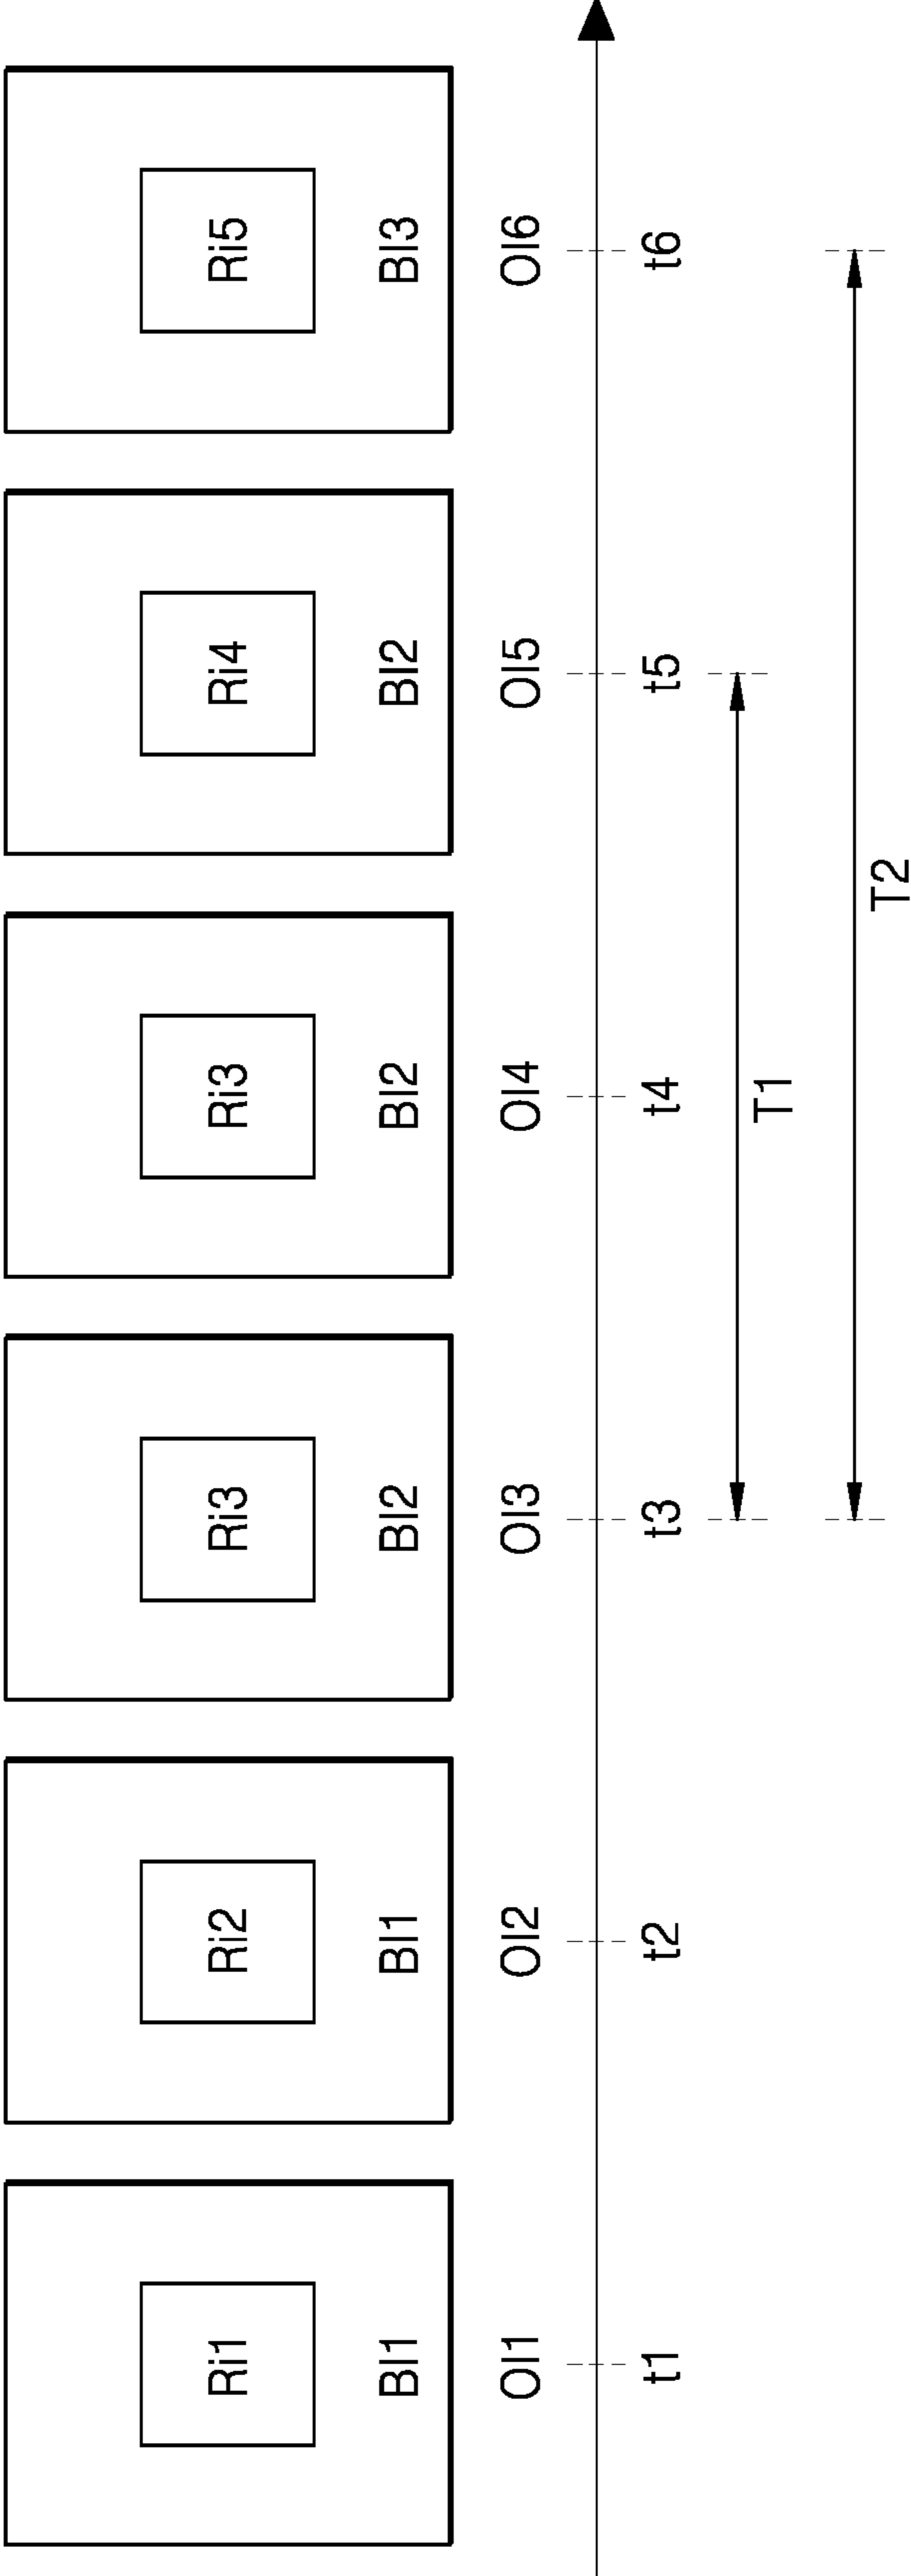 Ri1 Ri2 Ri3 Ri3 Ri4 Ri5
BI1 BI1 BI2 BI2 BI2 BI3
OI1 OI2 OI3 OI4 OI5 OI6
t1 t2 t3 t4 t5 t6
T1
T2